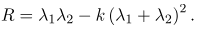 R = λ₁λ₂ − k (λ₁ + λ₂)² .